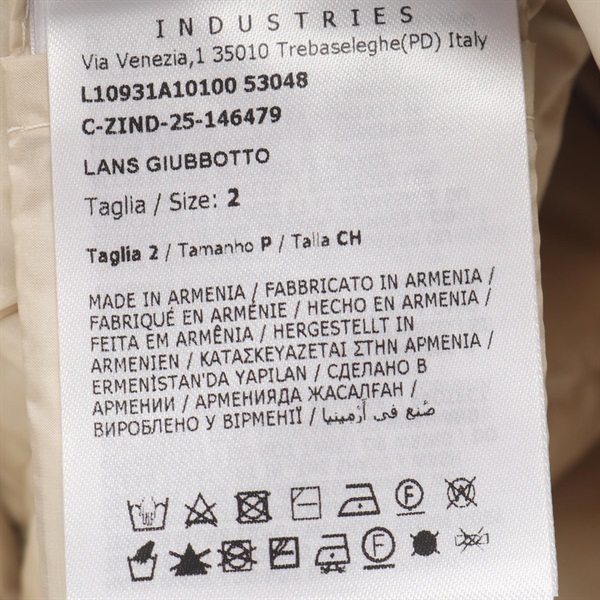 INDUSTRIES
Via Venezia,1 35010 Trebaseleghe(PD) Italy
L10931A10100 53048
C-ZIND-25-146479
LANS GIUBBOTTO
Taglia / Size: 2
Taglia 2 / Tamanho P / Talla CH
MADE IN ARMENIA / FABBRICATO IN ARMENIA /
FABRIQUÉ EN ARMÉNIE / HECHO EN ARMENIA /
FEITA EM ARMÊNIA / HERGESTELLT IN
ARMENIEN / ΚΑΤΑΣΚΕΥΑΖΕΤΑΙ ΣΤΗΝ ΑΡΜΕΝΙΑ /
ERMENİSTAN'DA YAPILAN / СДЕЛАНО В
АРМЕНИИ / АРМЕНИЯДА ЖАСАЛҒАН /
ВИРОБЛЕНО У ВІРМЕНІЇ / صُنع في أرمينيا
F W
F